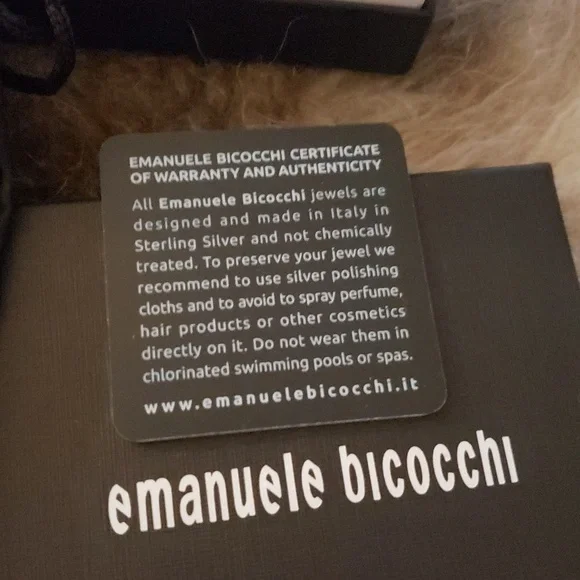 EMANUELE BICOCCHI CERTIFICATE
OF WARRANTY AND AUTHENTICITY
All Emanuele Bicocchi jewels are
designed and made in Italy in
Sterling Silver and not chemically
treated. To preserve your jewel we
recommend to use silver polishing
cloths and to avoid to spray perfume,
hair products or other cosmetics
directly on it. Do not wear them in
chlorinated swimming pools or spas.
www.emanuelebicocchi.it
emanuele bicocchi